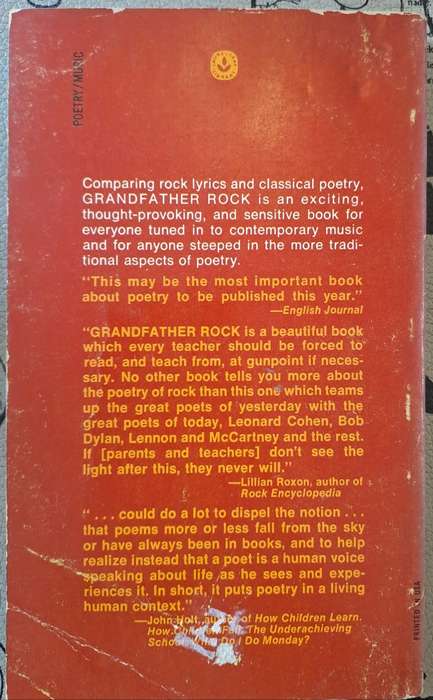 POETRY/MUSIC
Comparing rock lyrics and classical poetry,
GRANDFATHER ROCK is an exciting,
thought-provoking, and sensitive book for
everyone tuned in to contemporary music
and for anyone steeped in the more tradi-
tional aspects of poetry.
"This may be the most important book
about poetry to be published this year."
—English Journal
"GRANDFATHER ROCK is a beautiful book
which every teacher should be forced to
read, and teach from, at gunpoint if neces-
sary. No other book tells you more about
the poetry of rock than this one which teams
up the great poets of yesterday with the
great poets of today, Leonard Cohen, Bob
Dylan, Lennon and McCartney and the rest.
If [parents and teachers] don't see the
light after this, they never will."
—Lillian Roxon, author of
Rock Encyclopedia
" . . . could do a lot to dispel the notion . . .
that poems more or less fall from the sky
or have always been in books, and to help
realize instead that a poet is a human voice
speaking about life as he sees and expe-
riences it. In short, it puts poetry in a living
human context."
—John Holt, author of How Children Learn.
How Children Fail. The Underachieving
School. Do I Do Monday?
PRINTED IN USA